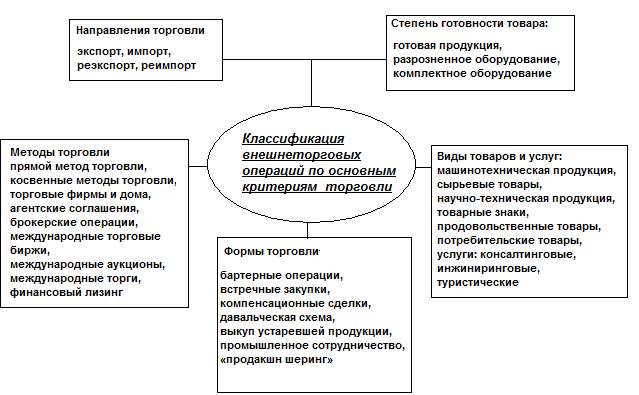 Направления торговли
экспорт, импорт,
реэкспорт, реимпорт
Степень готовности товара:
готовая продукция,
разрозненное оборудование,
комплектное оборудование
Классификация
внешнеторговых
операций по основным
критериям торговли
Методы торговли
прямой метод торговли,
косвенные методы торговли,
торговые фирмы и дома,
агентские соглашения,
брокерские операции,
международные торговые
биржи,
международные аукционы,
международные торги,
финансовый лизинг
Виды товаров и услуг:
машинотехническая продукция,
сырьевые товары,
научно-техническая продукция,
товарные знаки,
продовольственные товары,
потребительские товары,
услуги: консалтинговые,
инжиниринговые,
туристические
Формы торговли:
бартерные операции,
встречные закупки,
компенсационные сделки,
давальческая схема,
выкуп устаревшей продукции,
промышленное сотрудничество,
«продакшн шеринг»